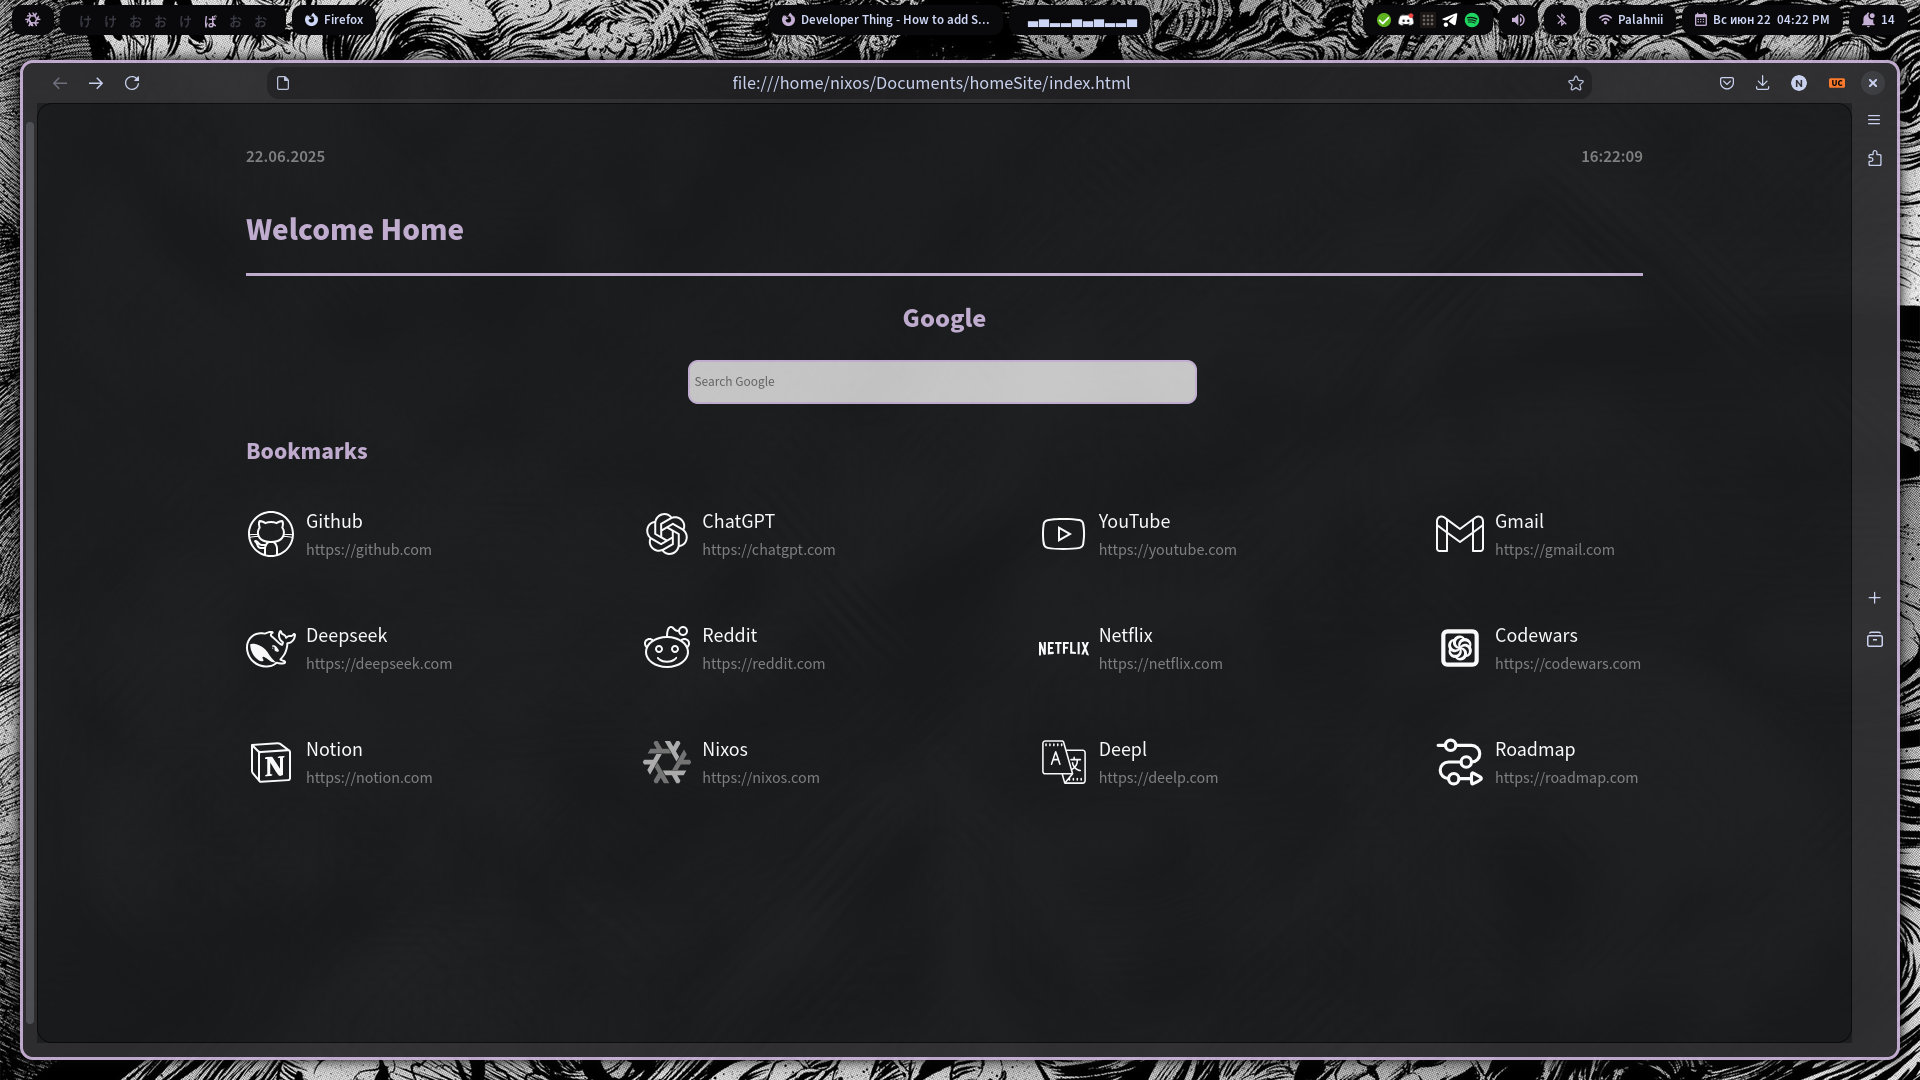 け け お お け ば お お
Firefox
Developer Thing - How to add S...
Palahnii
Вс июн 22 04:22 PM
14
file:///home/nixos/Documents/homeSite/index.html
N
UC
22.06.2025
16:22:09
Welcome Home
Google
Search Google
Bookmarks
Github
https://github.com
ChatGPT
https://chatgpt.com
YouTube
https://youtube.com
Gmail
https://gmail.com
Deepseek
https://deepseek.com
Reddit
https://reddit.com
NETFLIX
Netflix
https://netflix.com
Codewars
https://codewars.com
N
Notion
https://notion.com
Nixos
https://nixos.com
A 文
Deepl
https://deelp.com
Roadmap
https://roadmap.com